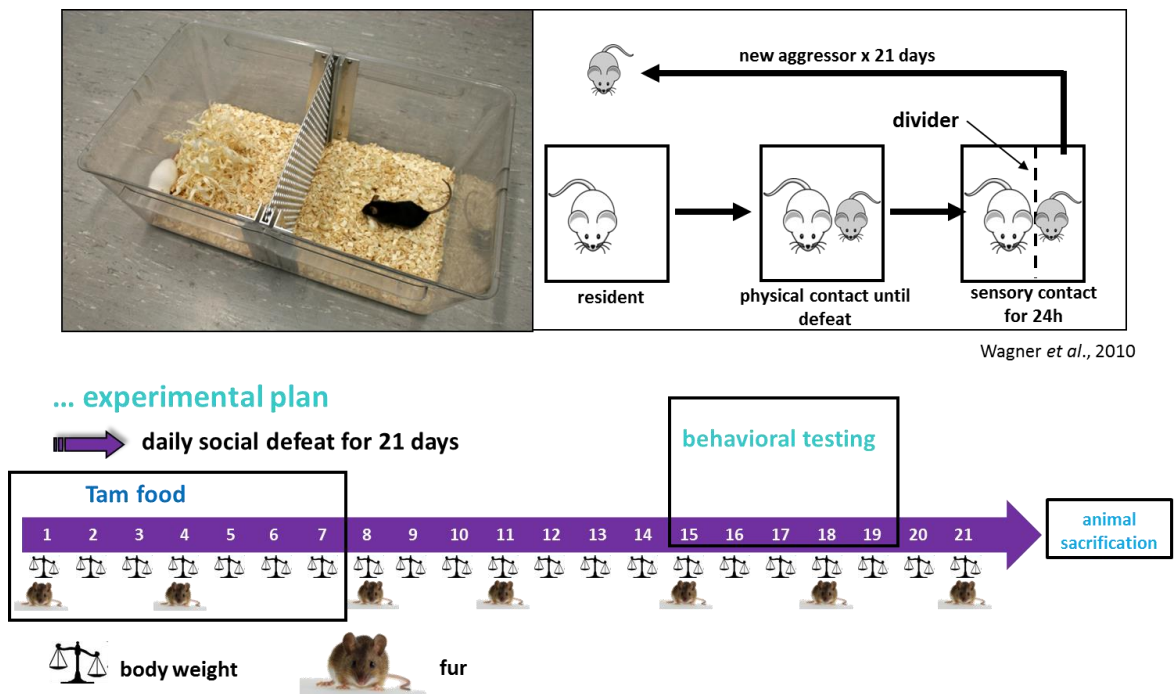 new aggressor x 21 days
divider
resident
physical contact until
defeat
sensory contact
for 24h
Wagner et al., 2010
... experimental plan
daily social defeat for 21 days
behavioral testing
Tam food
1 2 3 4 5 6 7 8 9 10 11 12 13 14 15 16 17 18 19 20 21
animal
sacrification
body weight
fur